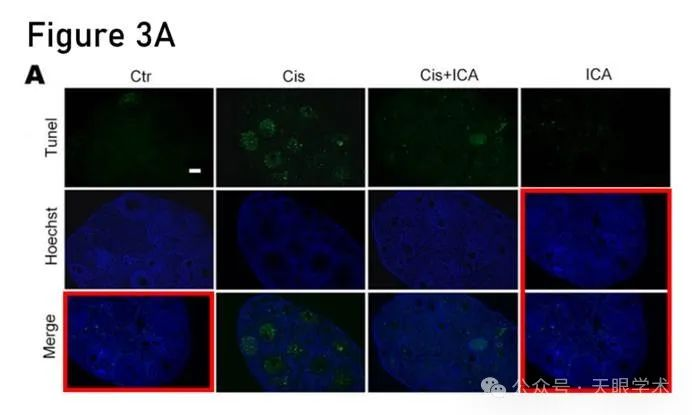 Figure 3A
A
Ctr Cis Cis+ICA ICA
Tunel
Hoechst
Merge
公众号・天眼学术